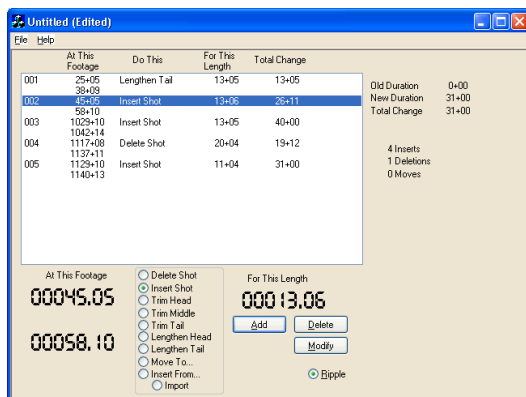 Untitled (Edited)
File Help
At This Footage Do This For This Length Total Change
001 25+05 Lengthen Tail 13+05 13+05
38+09
002 45+05 Insert Shot 13+06 26+11
58+10
003 1029+10 Insert Shot 13+05 40+00
1042+14
004 1117+08 Delete Shot 20+04 19+12
1137+11
005 1129+10 Insert Shot 11+04 31+00
1140+13
Old Duration 0+00
New Duration 31+00
Total Change 31+00
4 Inserts
1 Deletions
0 Moves
At This Footage
00045.05
00058.10
Delete Shot
Insert Shot
Trim Head
Trim Middle
Trim Tail
Lengthen Head
Lengthen Tail
Move To...
Insert From...
Import
For This Length
00013.06
Add Delete
Modify
Ripple